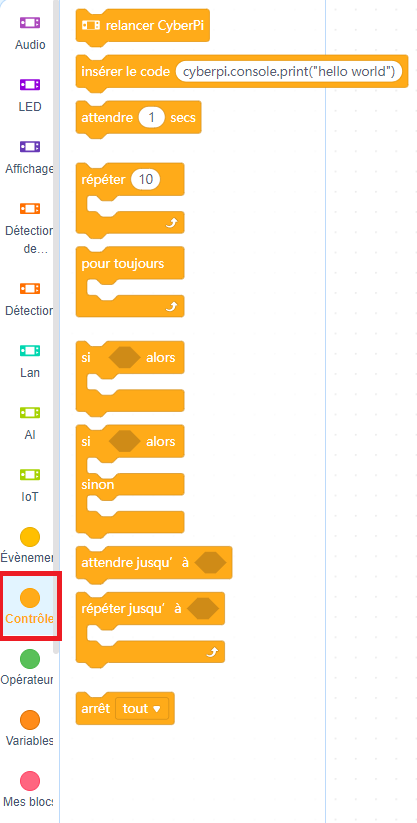 Audio
LED
Affichage
Détection
de...
Détection
Lan
AI
IoT
Évènemen
Contrôle
Opérateur
Variables
Mes blocs
relancer CyberPi
insérer le code cyberpi.console.print("hello world")
attendre 1 secs
répéter 10
pour toujours
si alors
si alors
sinon
attendre jusqu’ à
répéter jusqu’ à
arrêt tout